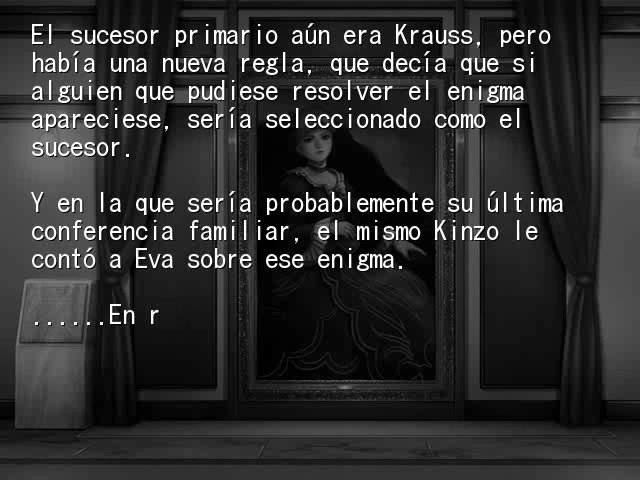 El sucesor primario aún era Krauss, pero
había una nueva regla, que decía que si
alguien que pudiese resolver el enigma
apareciese, sería seleccionado como el
sucesor.
Y en la que sería probablemente su última
conferencia familiar, el mismo Kinzo le
contó a Eva sobre ese enigma.
......En r